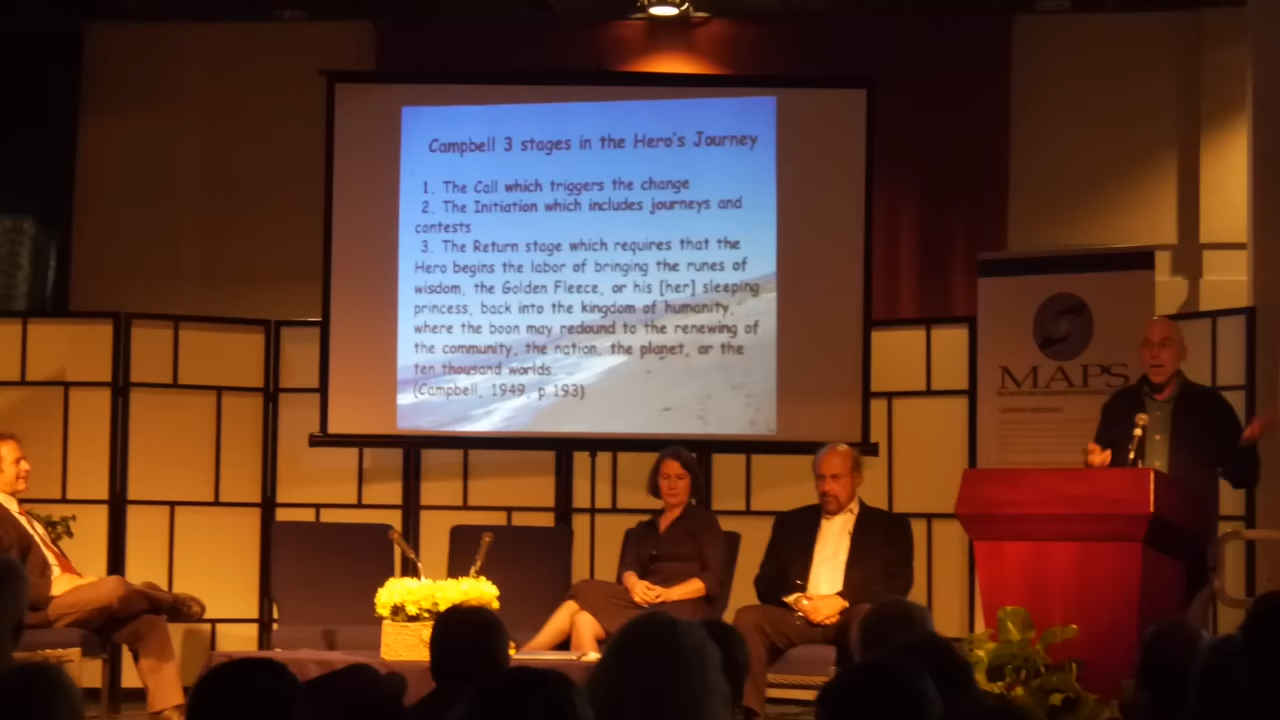 Campbell 3 stages in the Hero's Journey
1. The Call which triggers the change
2. The Initiation which includes journeys and
contests
3. The Return stage which requires that the
Hero begins the labor of bringing the runes of
wisdom, the Golden Fleece, or his [her] sleeping
princess, back into the kingdom of humanity,
where the boon may redound to the renewing of
the community, the nation, the planet, or the
ten thousand worlds.
(Campbell, 1949, p.193)
MAPS